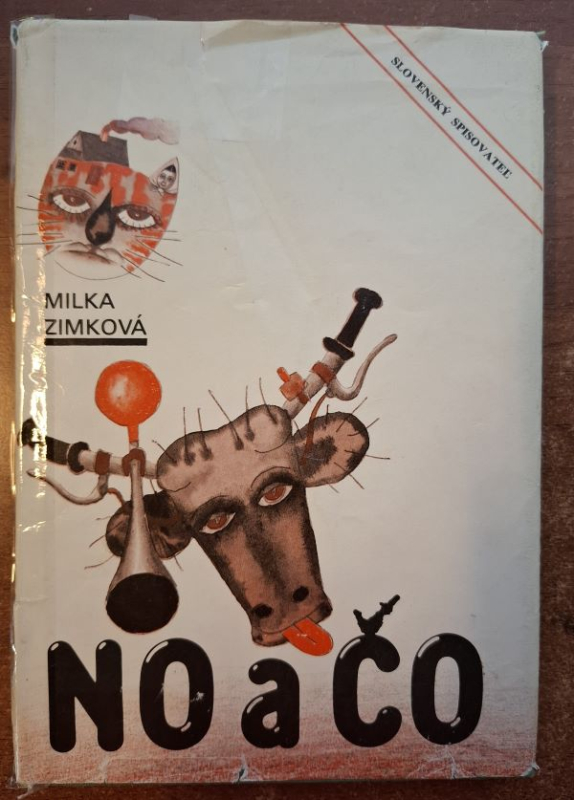 SLOVENSKÝ SPISOVATEĽ
MILKA
ZIMKOVÁ
NO a ČO